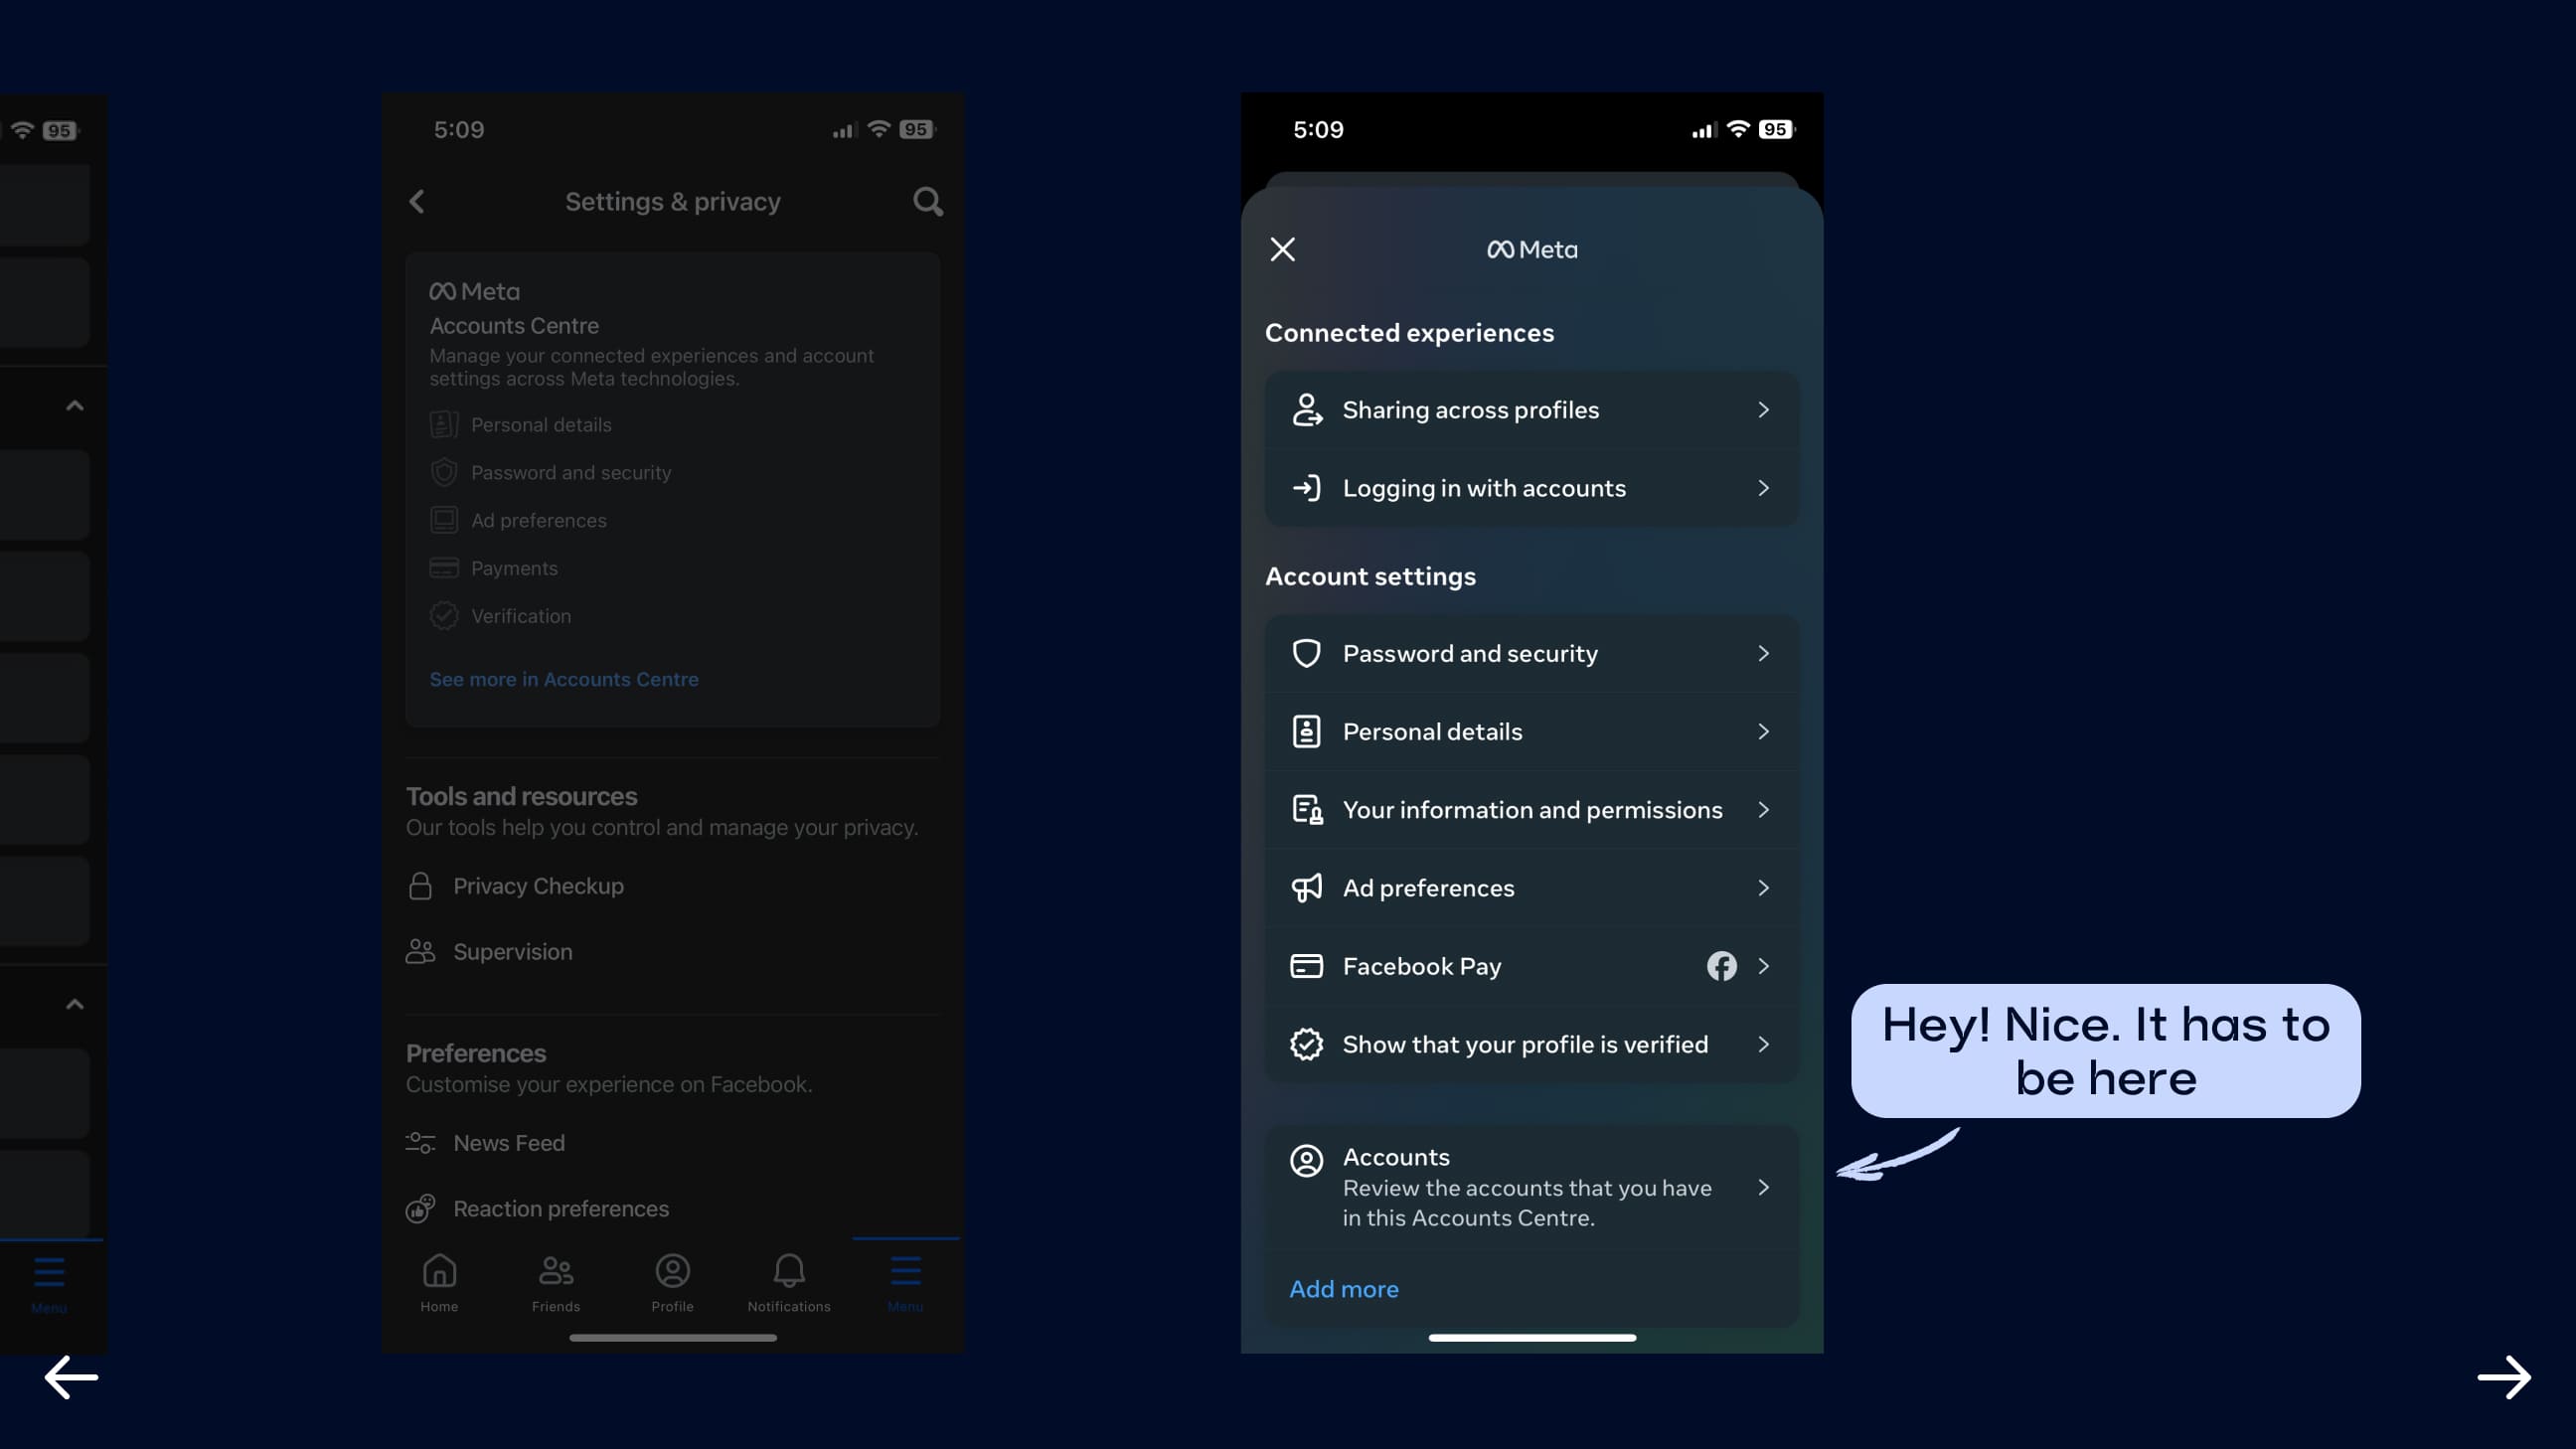 95
Menu
5:09
95
Settings & privacy
Meta
Accounts Centre
Manage your connected experiences and account
settings across Meta technologies.
Personal details
Password and security
Ad preferences
Payments
Verification
See more in Accounts Centre
Tools and resources
Our tools help you control and manage your privacy.
Privacy Checkup
Supervision
Preferences
Customise your experience on Facebook.
News Feed
Reaction preferences
Home
Friends
Profile
Notifications
Menu
5:09
95
Meta
Connected experiences
Sharing across profiles
Logging in with accounts
Account settings
Password and security
Personal details
Your information and permissions
Ad preferences
Facebook Pay
Show that your profile is verified
Accounts
Review the accounts that you have
in this Accounts Centre.
Add more
Hey! Nice. It has to
be here